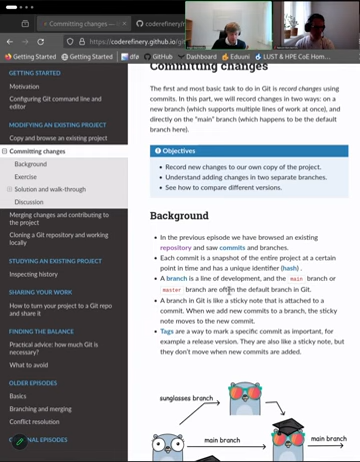 Committing changes
coderefinery/r
https://coderefinery.github.io/gi
Getting Started
GitHub
Dashboard
Eduuni
LUST & HPE CoE Hom...
GETTING STARTED
Motivation
Configuring Git command line and
editor
MODIFYING AN EXISTING PROJECT
Copy and browse an existing project
Committing changes
Background
Exercise
Solution and walk-through
Discussion
Merging changes and contributing to
the project
Cloning a Git repository and working
locally
STUDYING AN EXISTING PROJECT
Inspecting history
SHARING YOUR WORK
How to turn your project to a Git repo
and share it
FINDING THE BALANCE
Practical advice: how much Git is
necessary?
What to avoid
OLDER EPISODES
Basics
Branching and merging
Conflict resolution
EPISODES
Committing changes
The first and most basic task to do in Git is record changes
using commits. In this part, we will record changes in two ways: on
a new branch (which supports multiple lines of work at once), and
directly on the "main" branch (which happens to be the default
branch here).
Objectives
• Record new changes to our own copy of the project.
• Understand adding changes in two separate branches.
• See how to compare different versions.
Background
• In the previous episode we have browsed an existing
repository and saw commits and branches.
• Each commit is a snapshot of the entire project at a certain
point in time and has a unique identifier (hash) .
• A branch is a line of development, and the main branch or
master branch are often the default branch in Git.
• A branch in Git is like a sticky note that is attached to a
commit. When we add new commits to a branch, the sticky
note moves to the new commit.
• Tags are a way to mark a specific commit as important, for
example a release version. They are also like a sticky note, but
they don't move when new commits are added.
sunglasses branch
main branch
main branch